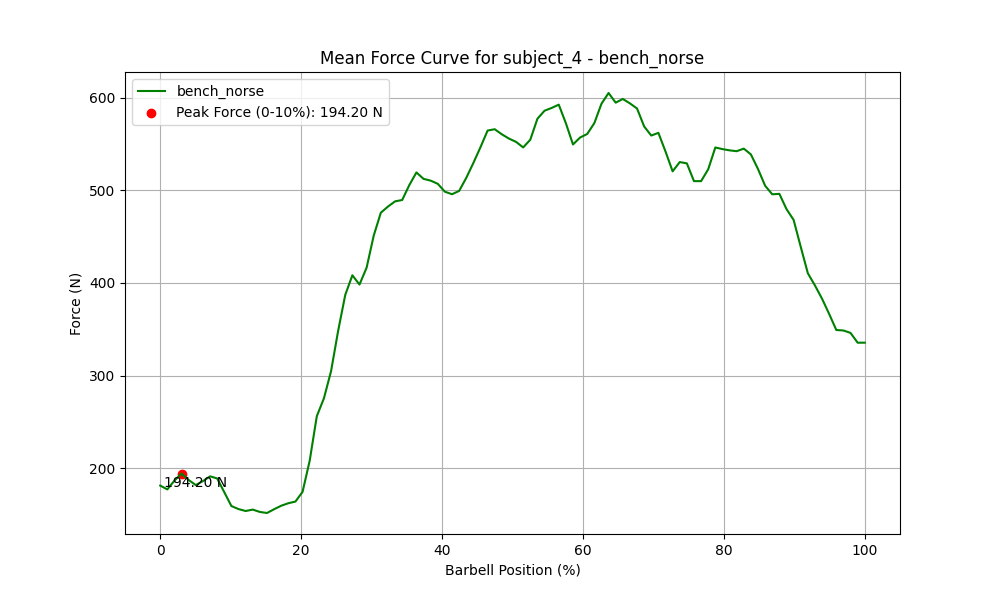 Mean Force Curve for subject_4 - bench_norse
bench_norse
Peak Force (0-10%): 194.20 N
600
500
400
300
200
Force (N)
194.20 N
0 20 40 60 80 100
Barbell Position (%)